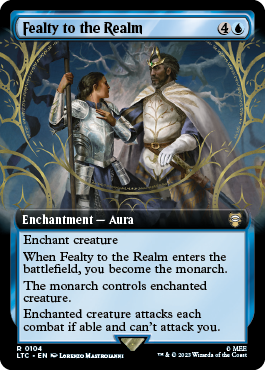 Fealty to the Realm 4
Enchantment — Aura
Enchant creature
When Fealty to the Realm enters the
battlefield, you become the monarch.
The monarch controls enchanted
creature.
Enchanted creature attacks each
combat if able and can't attack you.
R 0104 0 MEE
LTC • EN Lorenzo Mastroianni ™ & © 2023 Wizards of the Coast